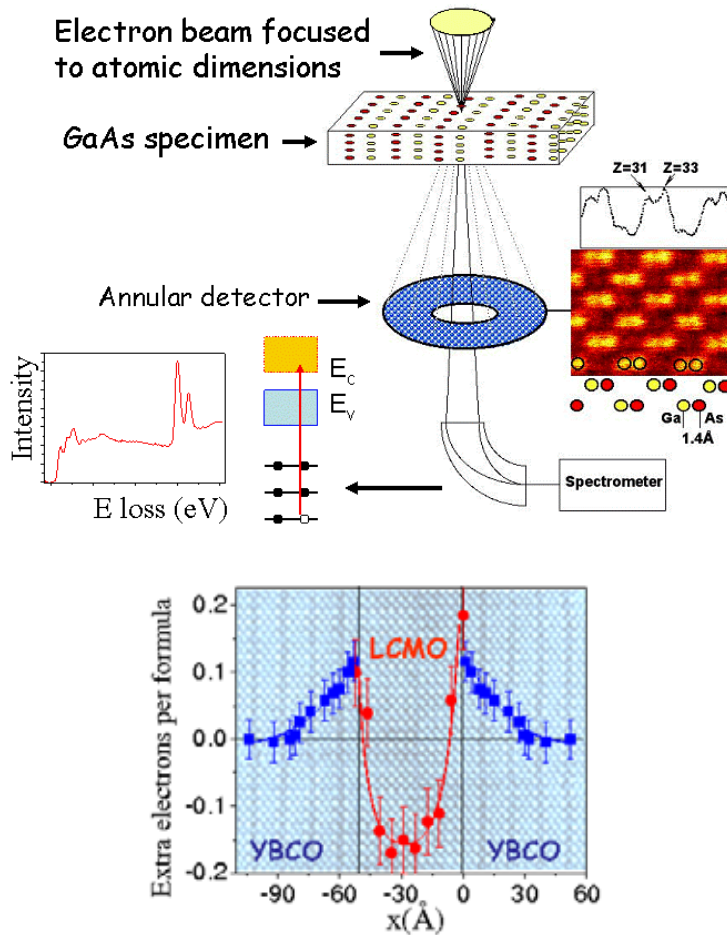 Electron beam focused
to atomic dimensions
GaAs specimen
Z=31 Z=33
Annular detector
Intensity
E loss (eV)
Ec
Ev
Ga As
1.4Å
Spectrometer
Extra electrons per formula
0.2
0.1
0.0
-0.1
-0.2
LCMO
YBCO YBCO
-90 -60 -30 0 30 60
x(Å)